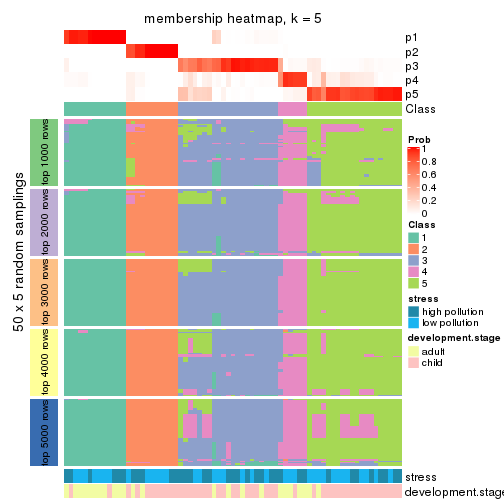 membership heatmap, k = 5
p1
p2
p3
p4
p5
Class
50 x 5 random samplings
top 1000 rows
top 2000 rows
top 3000 rows
top 4000 rows
top 5000 rows
stress
development.stage
Prob
1
0.8
0.6
0.4
0.2
0
Class
1
2
3
4
5
stress
high pollution
low pollution
development.stage
adult
child